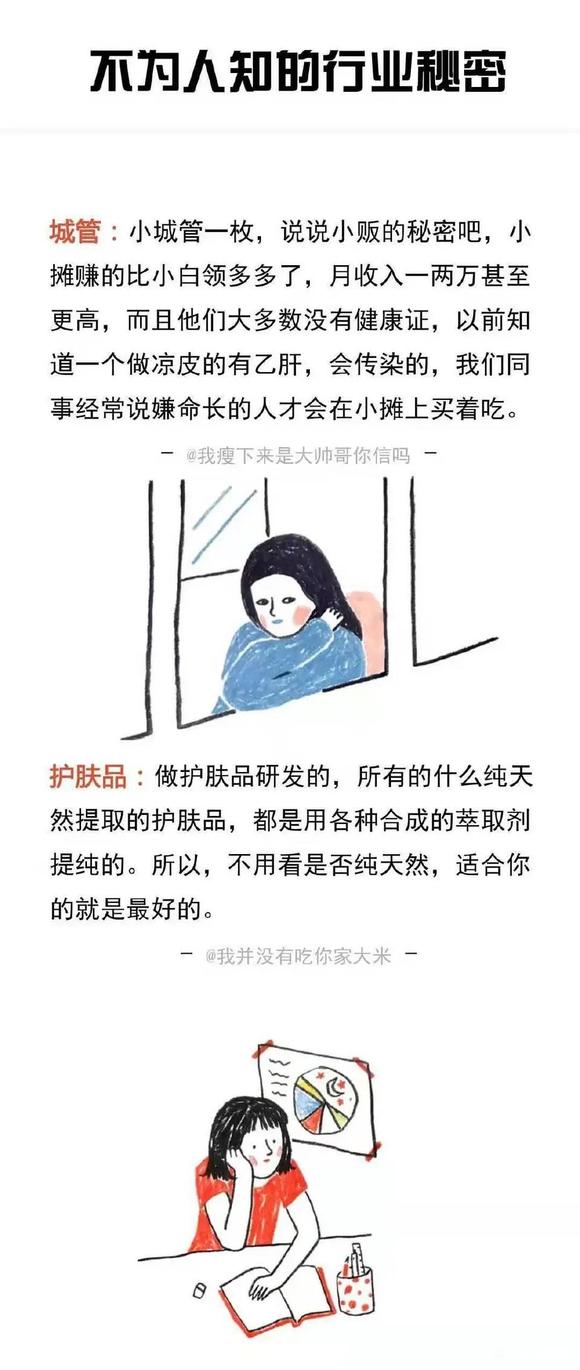 不为人知的行业秘密
城管：小城管一枚，说说小贩的秘密吧，小
摊赚的比小白领多多了，月收入一两万甚至
更高，而且他们大多数没有健康证，以前知
道一个做凉皮的有乙肝，会传染的，我们同
事经常说嫌命长的人才会在小摊上买着吃。
— @我瘦下来是大帅哥你信吗 —
护肤品：做护肤品研发的，所有的什么纯天
然提取的护肤品，都是用各种合成的萃取剂
提纯的。所以，不用看是否纯天然，适合你
的就是最好的。
— @我并没有吃你家大米 —